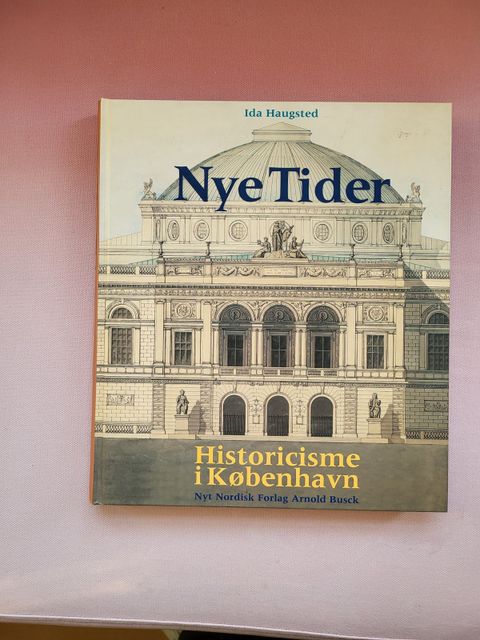 Ida Haugsted
Nye Tider
Historicisme
i København
Nyt Nordisk Forlag Arnold Busck